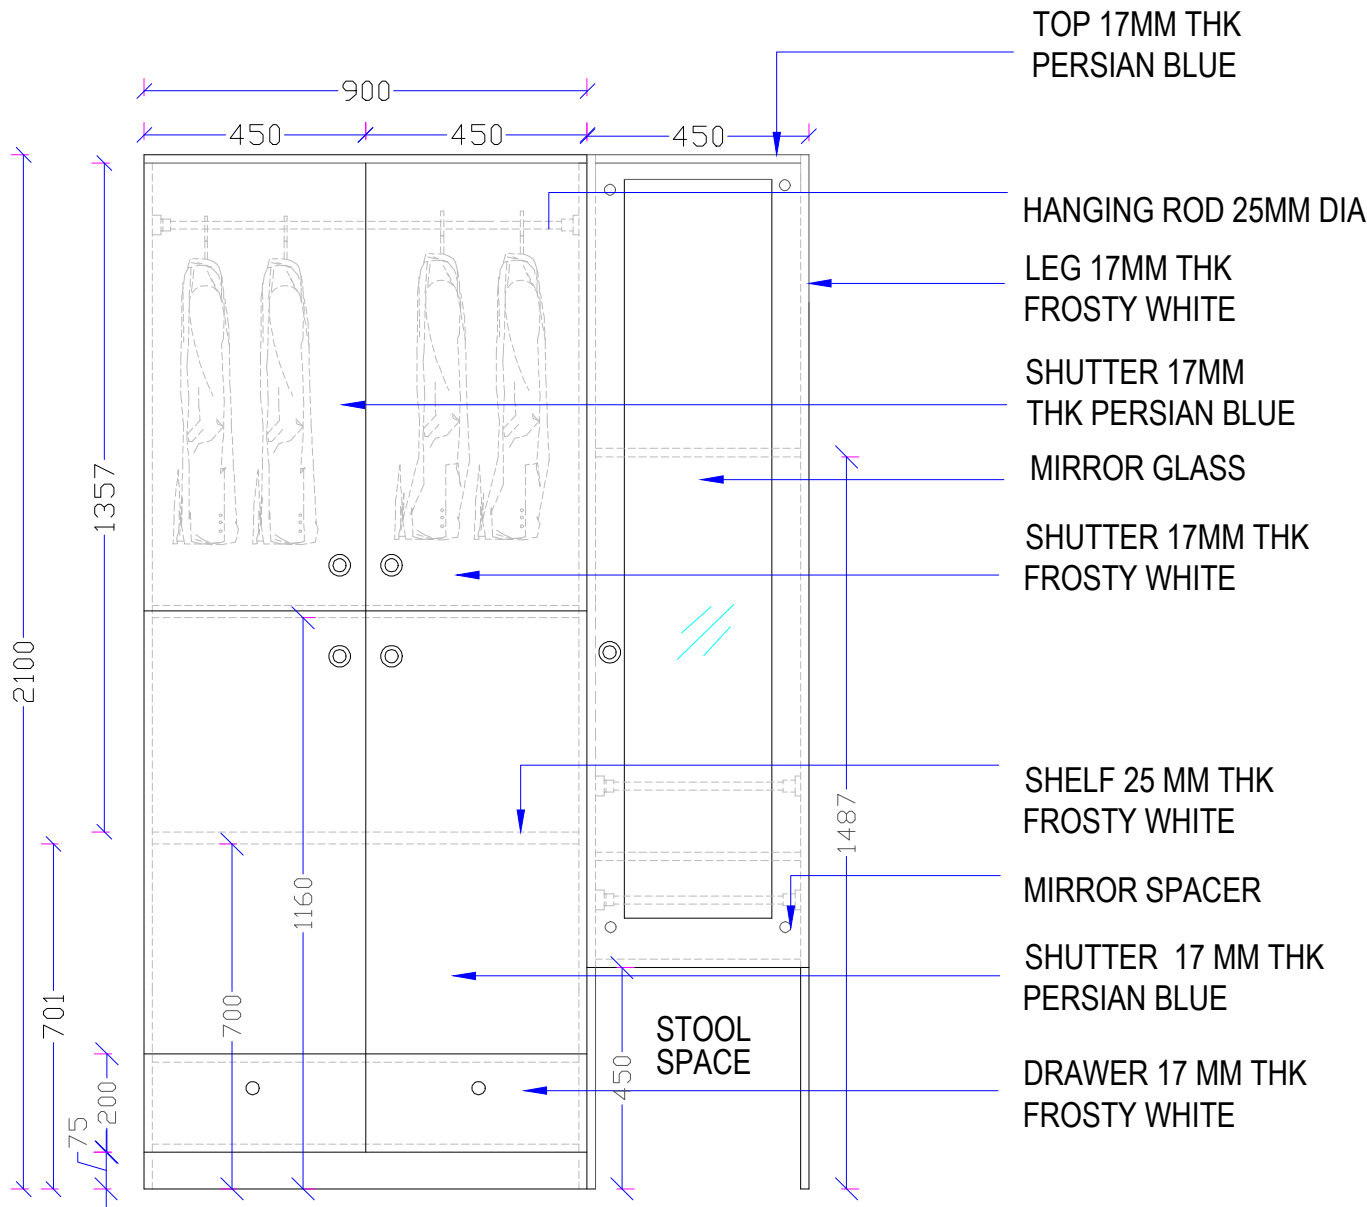 TOP 17MM THK
PERSIAN BLUE
900
450
450
450
HANGING ROD 25MM DIA
LEG 17MM THK
FROSTY WHITE
SHUTTER 17MM
THK PERSIAN BLUE
MIRROR GLASS
1357
SHUTTER 17MM THK
FROSTY WHITE
2100
SHELF 25 MM THK
FROSTY WHITE
1487
1160
MIRROR SPACER
SHUTTER 17 MM THK
PERSIAN BLUE
701
700
STOOL
SPACE
450
DRAWER 17 MM THK
FROSTY WHITE
200
75